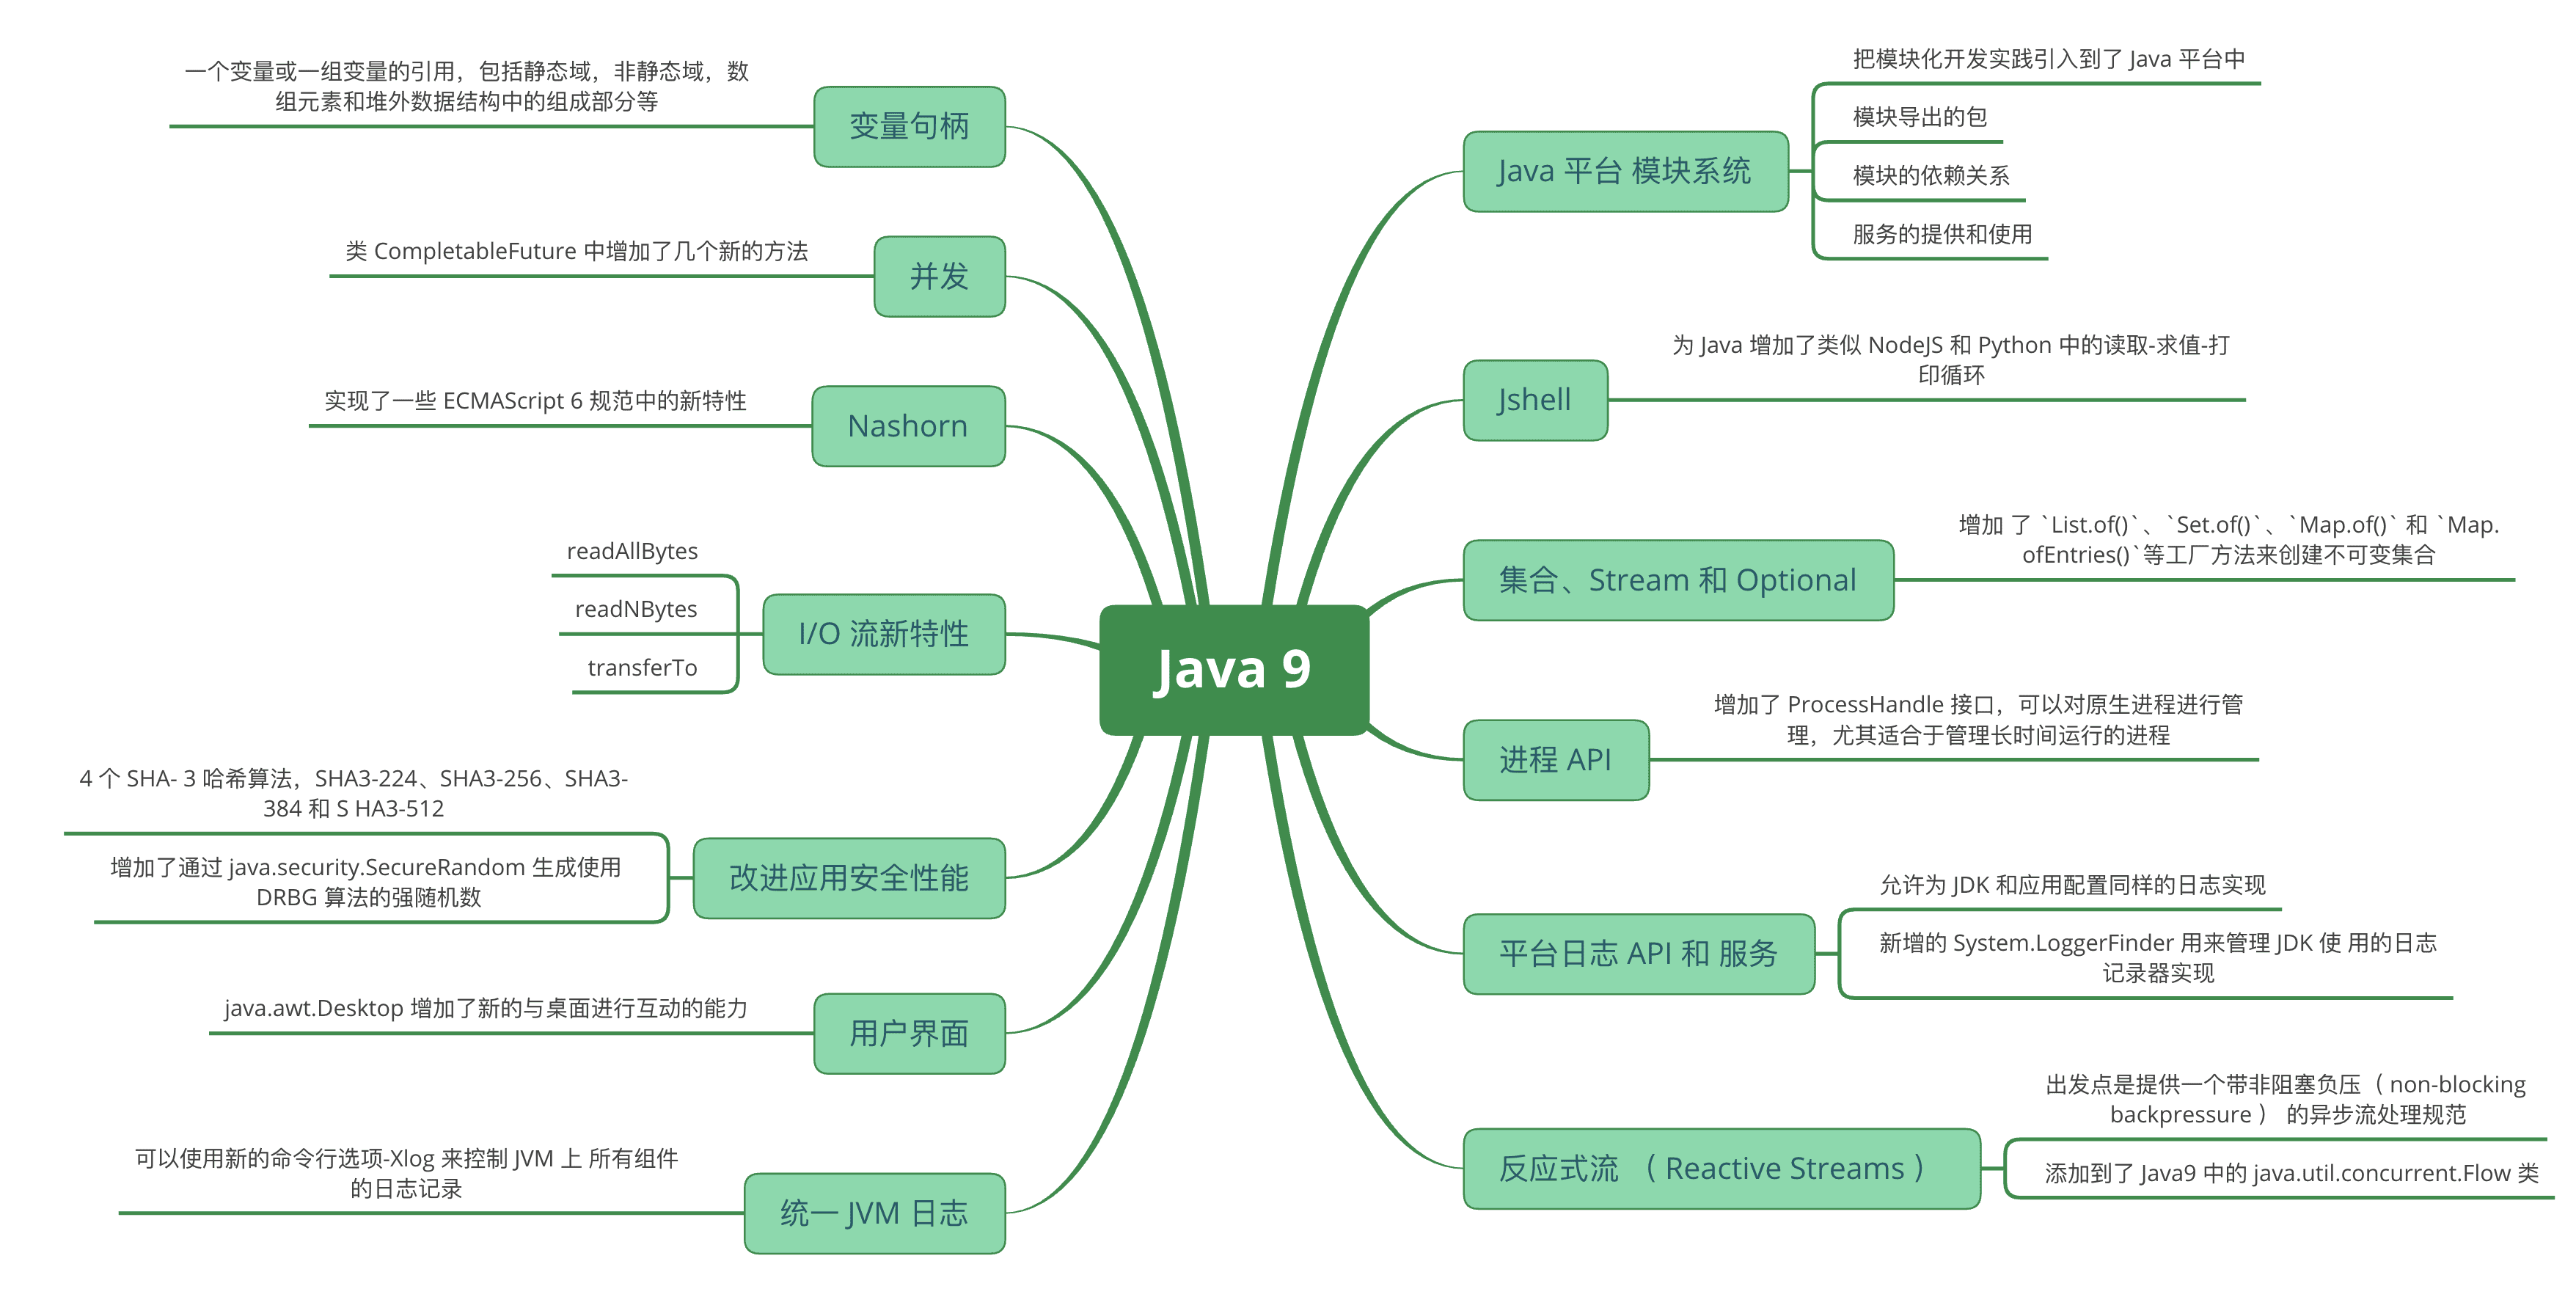 Java 9
变量句柄
一个变量或一组变量的引用，包括静态域，非静态域，数
组元素和堆外数据结构中的组成部分等
并发
类 CompletableFuture 中增加了几个新的方法
Nashorn
实现了一些 ECMAScript 6 规范中的新特性
I/O 流新特性
readAllBytes
readNBytes
transferTo
改进应用安全性能
4 个 SHA- 3 哈希算法，SHA3-224、SHA3-256、SHA3-
384 和 S HA3-512
增加了通过 java.security.SecureRandom 生成使用
DRBG 算法的强随机数
用户界面
java.awt.Desktop 增加了新的与桌面进行互动的能力
统一 JVM 日志
可以使用新的命令行选项-Xlog 来控制 JVM 上 所有组件
的日志记录
Java 平台 模块系统
把模块化开发实践引入到了 Java 平台中
模块导出的包
模块的依赖关系
服务的提供和使用
Jshell
为 Java 增加了类似 NodeJS 和 Python 中的读取-求值-打
印循环
集合、Stream 和 Optional
增加 了 `List.of()`、`Set.of()`、`Map.of()` 和 `Map.
ofEntries()`等工厂方法来创建不可变集合
进程 API
增加了 ProcessHandle 接口，可以对原生进程进行管
理，尤其适合于管理长时间运行的进程
平台日志 API 和 服务
允许为 JDK 和应用配置同样的日志实现
新增的 System.LoggerFinder 用来管理 JDK 使 用的日志
记录器实现
反应式流 （ Reactive Streams ）
出发点是提供一个带非阻塞负压（ non-blocking
backpressure ） 的异步流处理规范
添加到了 Java9 中的 java.util.concurrent.Flow 类